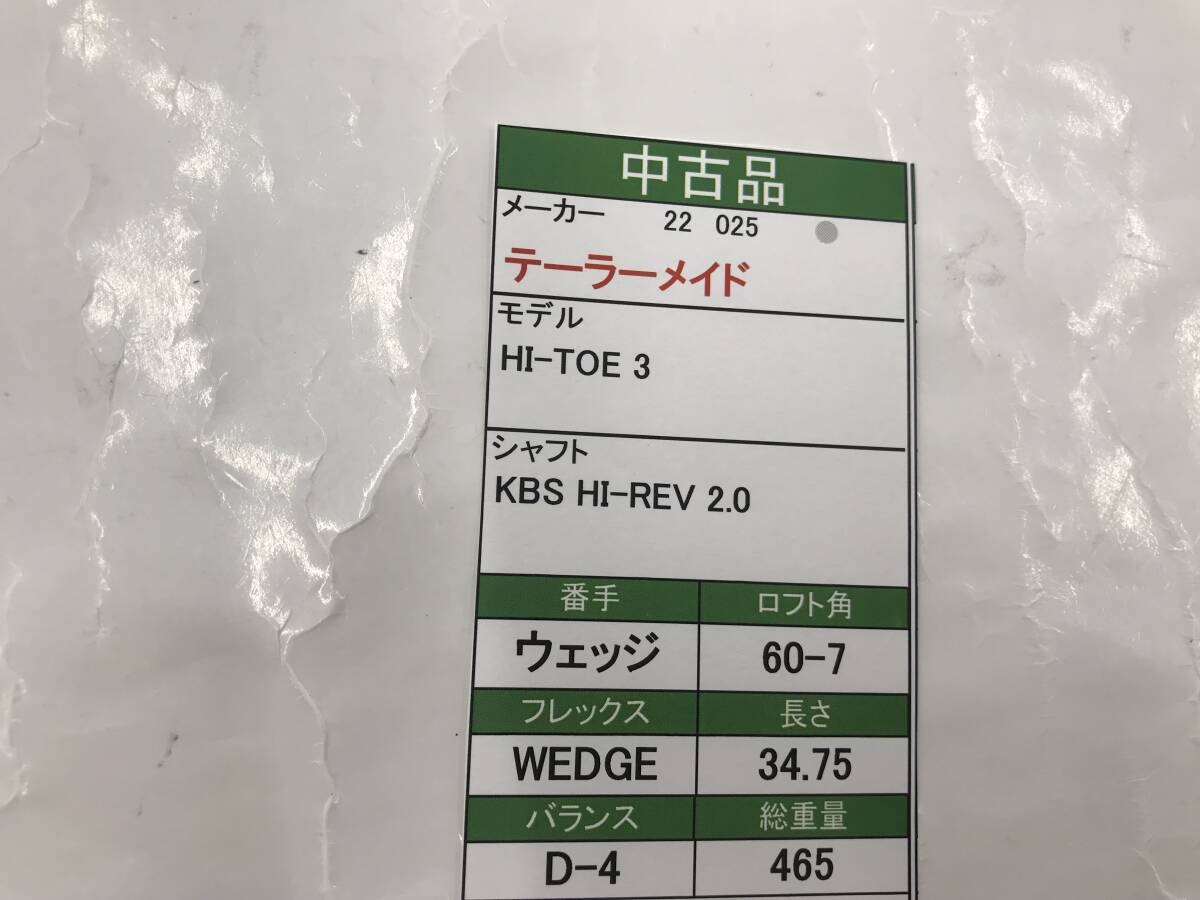 中古品
メーカー 22 025
テーラーメイド
モデル
HI-TOE 3
シャフト
KBS HI-REV 2.0
番手 ロフト角
ウェッジ 60-7
フレックス 長さ
WEDGE 34.75
バランス 総重量
D-4 465